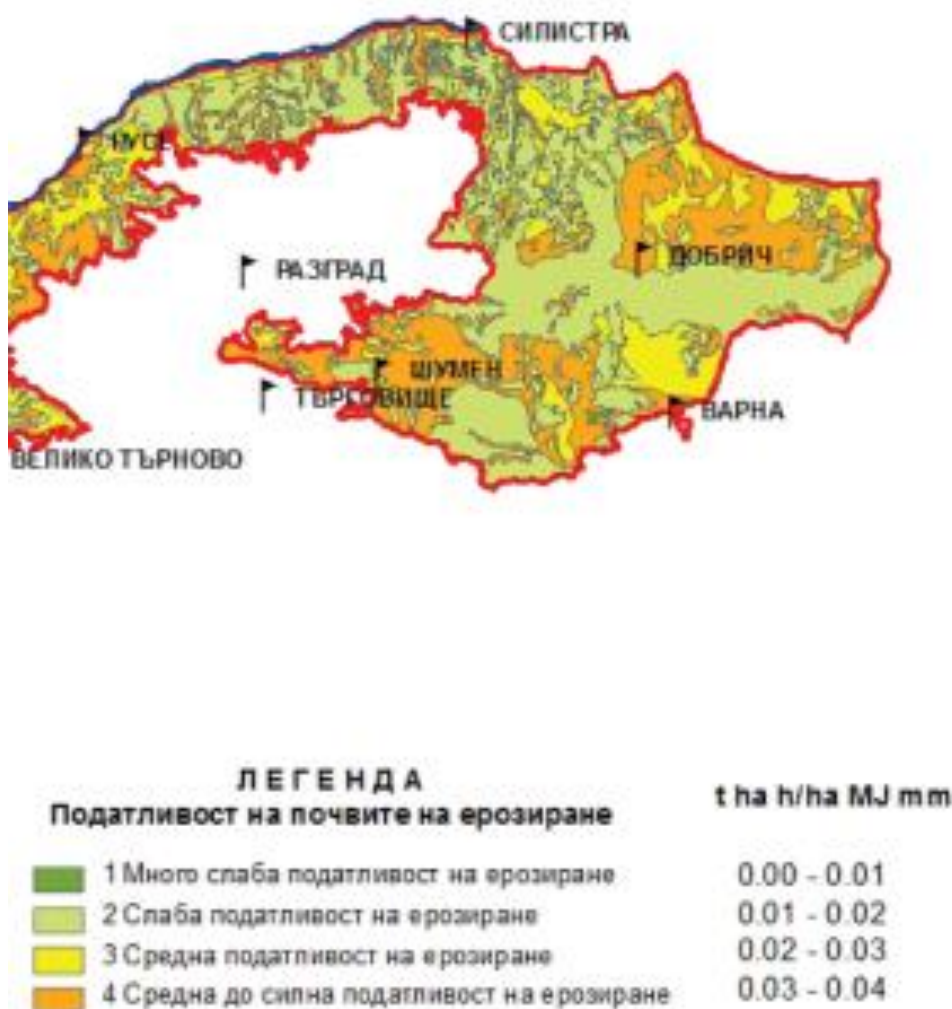 СИЛИСТРА
РУСЕ
ДОБРИЧ
РАЗГРАД
ШУМЕН
ТЪРГОВИЩЕ
ВАРНА
ВЕЛИКО ТЪРНОВО
ЛЕГЕНДА
Податливост на почвите на ерозиране
t ha h/ha MJ mm
1 Много слаба податливост на ерозиране 0.00 - 0.01
2 Слаба податливост на ерозиране 0.01 - 0.02
3 Средна податливост на ерозиране 0.02 - 0.03
4 Средна до силна податливост на ерозиране 0.03 - 0.04